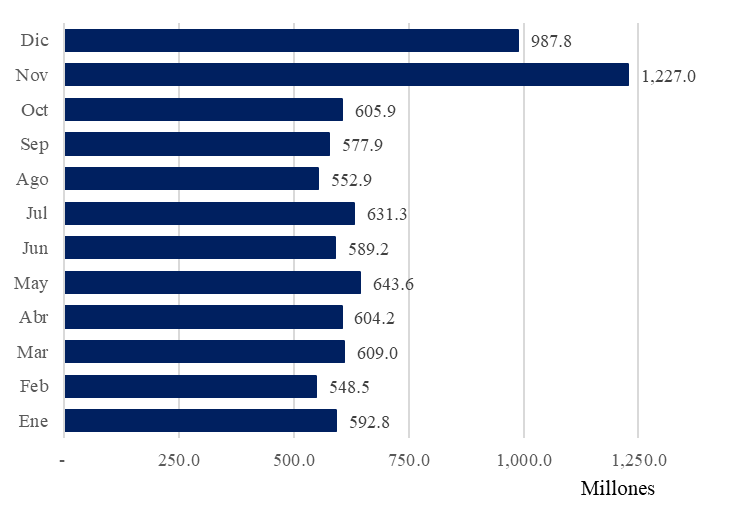 Dic 987.8
Nov 1,227.0
Oct 605.9
Sep 577.9
Ago 552.9
Jul 631.3
Jun 589.2
May 643.6
Abr 604.2
Mar 609.0
Feb 548.5
Ene 592.8
- 250.0 500.0 750.0 1,000.0 1,250.0
Millones